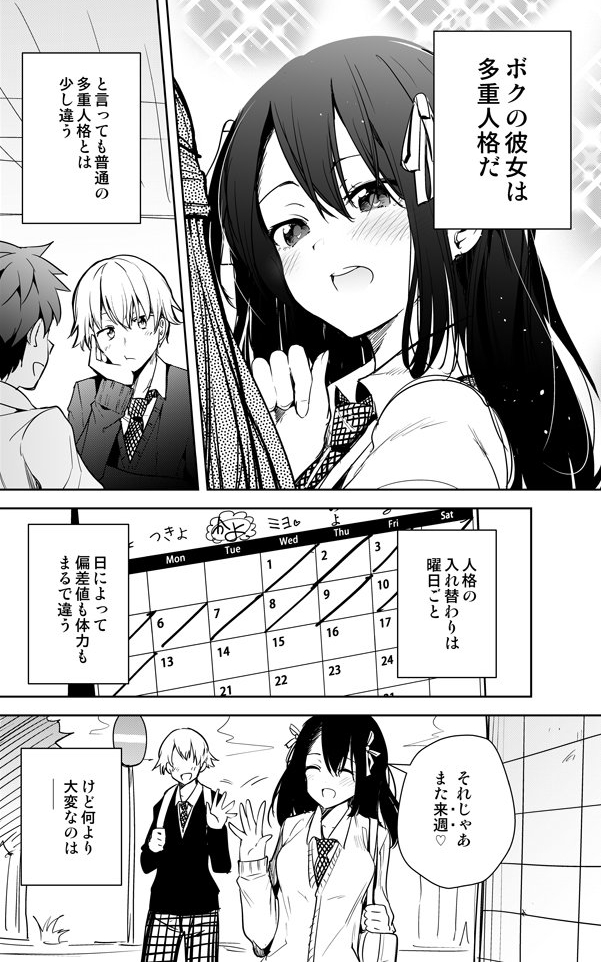 ボクの彼女は
多重人格だ
と言っても普通の
多重人格とは
少し違う
人格の
入れ替わりは
曜日ごと
つきよ
かよ
ミヨ♡
よ
Mon
Tue
Wed
Thu
Fri
Sat
1
2
3
6
7
8
9
10
13
14
15
16
17
21
22
23
24
日によって
偏差値も体力も
まるで違う
それじゃあ
また来週♡
けど何より
大変なのは
――